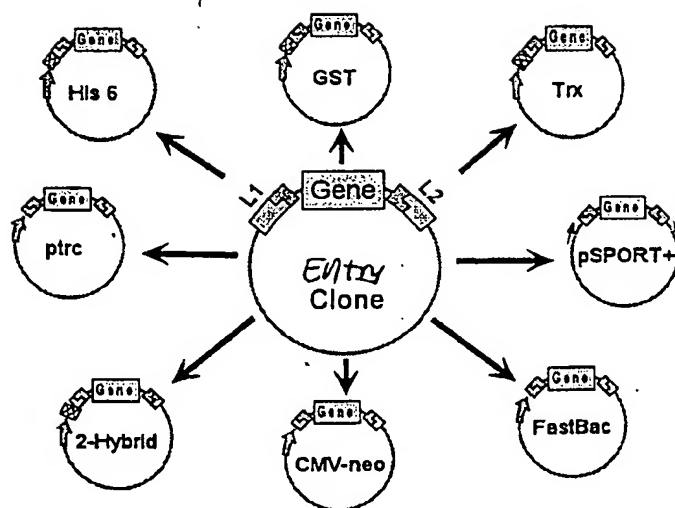 Gene
His 6
Gene
GST
Gene
Trx
L1
Gene
L2
Gene
ptrc
Entry
Clone
Gene
pSPORT+
Gene
2-Hybrid
Gene
CMV-neo
Gene
FastBac